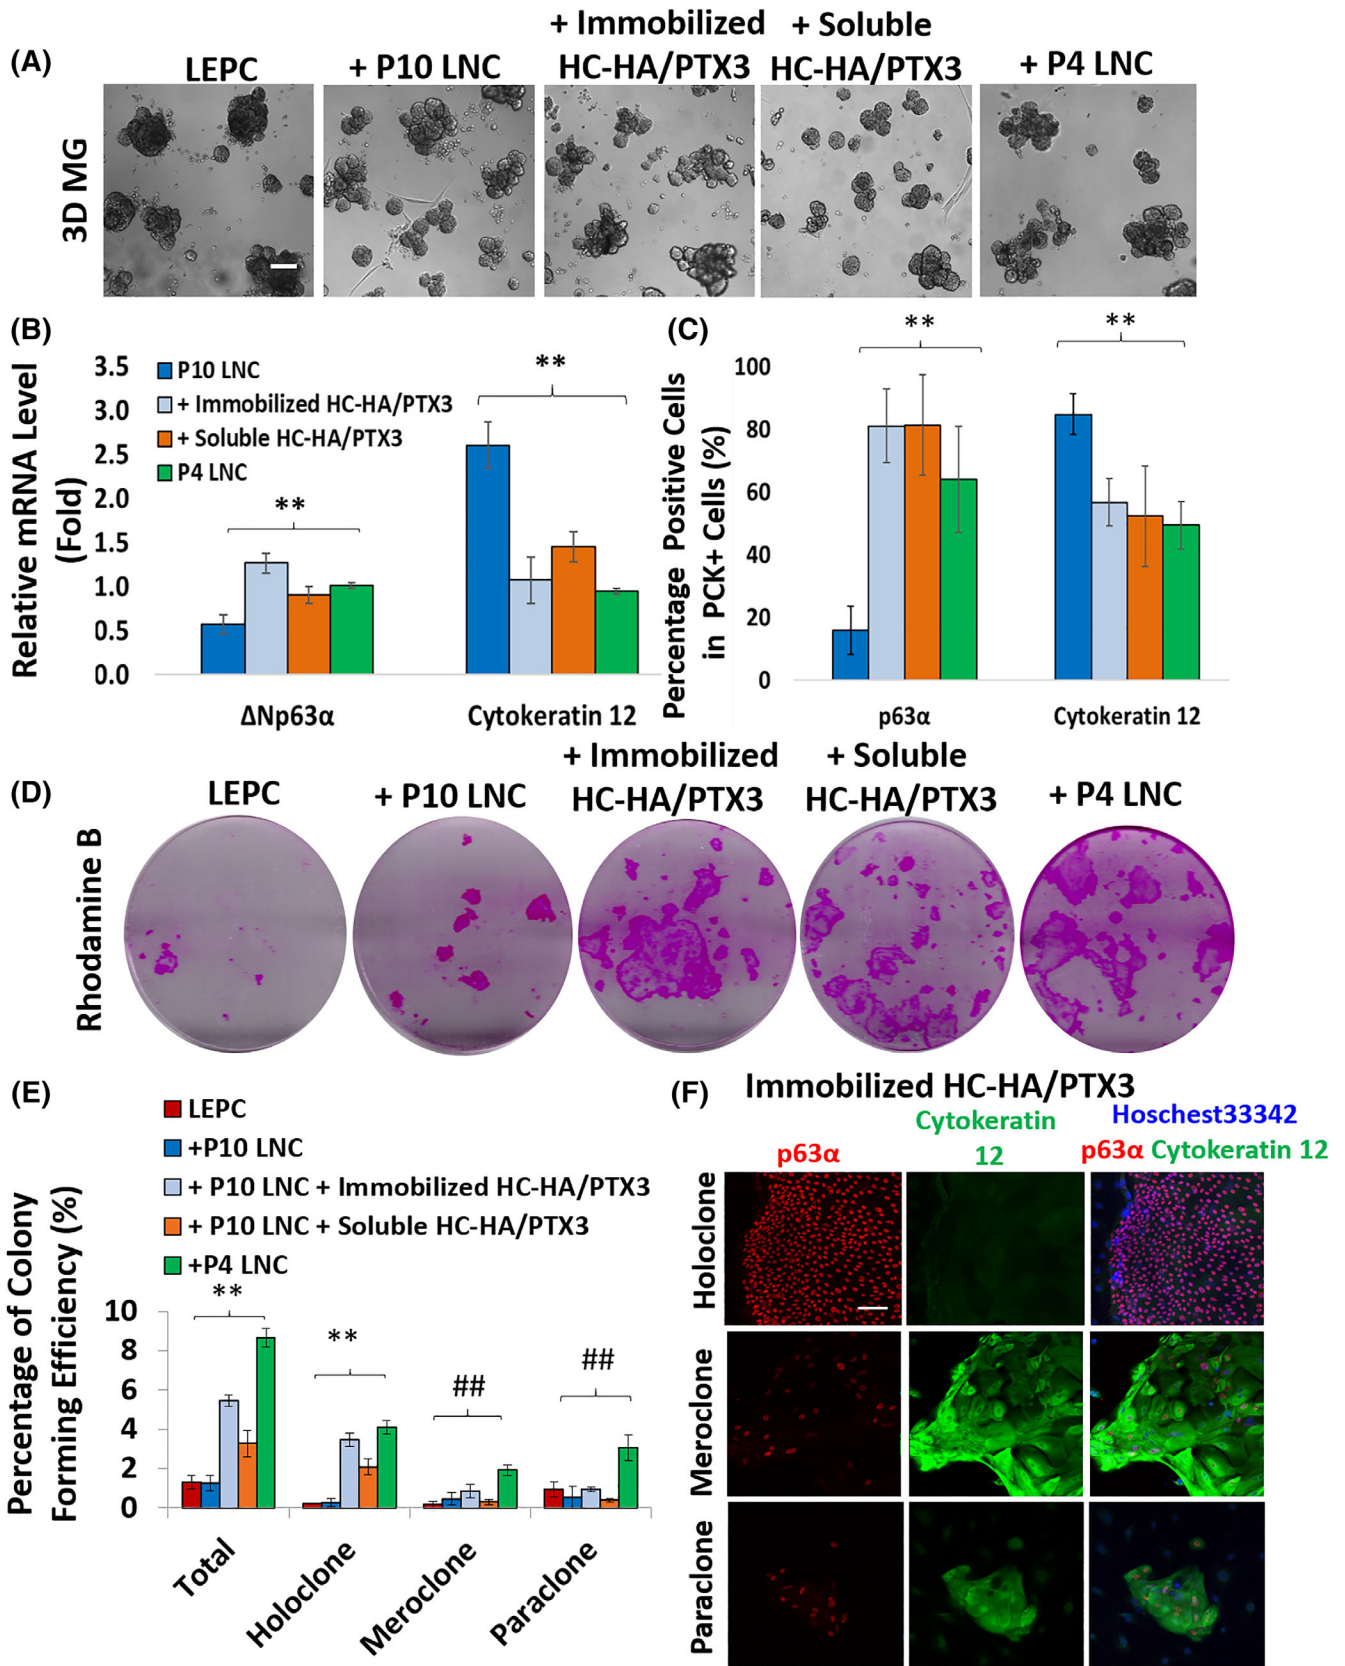 (A)
LEPC
+ P10 LNC
+ Immobilized
HC-HA/PTX3
+ Soluble
HC-HA/PTX3
+ P4 LNC
3D MG
(B)
Relative mRNA Level
(Fold)
3.5
3.0
2.5
2.0
1.5
1.0
0.5
0.0
P10 LNC
+ Immobilized HC-HA/PTX3
+ Soluble HC-HA/PTX3
P4 LNC
**
**
ΔNp63α
Cytokeratin 12
(C)
Percentage Positive Cells
in PCK+ Cells (%)
100
80
60
40
20
0
**
**
p63α
Cytokeratin 12
(D)
LEPC
+ P10 LNC
+ Immobilized
HC-HA/PTX3
+ Soluble
HC-HA/PTX3
+ P4 LNC
Rhodamine B
(E)
LEPC
+P10 LNC
+ P10 LNC + Immobilized HC-HA/PTX3
+ P10 LNC + Soluble HC-HA/PTX3
+P4 LNC
Percentage of Colony
Forming Efficiency (%)
10
8
6
4
2
0
**
**
##
##
Total
Holoclone
Meroclone
Paraclone
(F)
Immobilized HC-HA/PTX3
p63α
Cytokeratin
12
Hoschest33342
p63α Cytokeratin 12
Holoclone
Meroclone
Paraclone